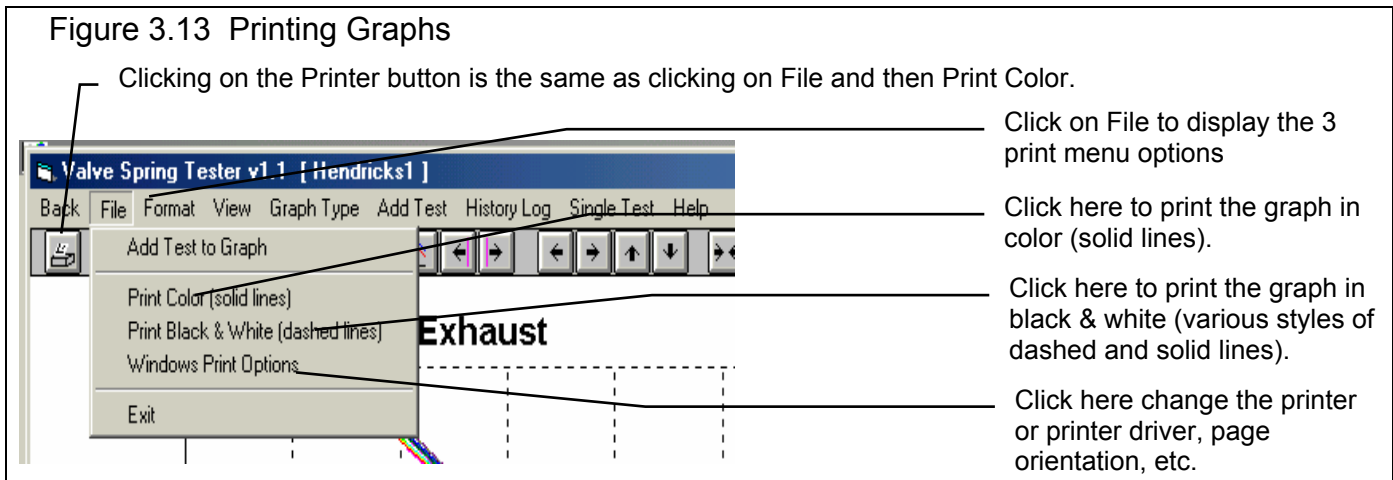 Figure 3.13 Printing Graphs
Clicking on the Printer button is the same as clicking on File and then Print Color.
Click on File to display the 3
print menu options
Valve Spring Tester v1.1 [ Hendricks1 ]
Back File Format View Graph Type Add Test History Log Single Test Help
Click here to print the graph in
color (solid lines).
Add Test to Graph
Print Color (solid lines)
Print Black & White (dashed lines)
Windows Print Options
Exit
Exhaust
Click here to print the graph in
black & white (various styles of
dashed and solid lines).
Click here change the printer
or printer driver, page
orientation, etc.